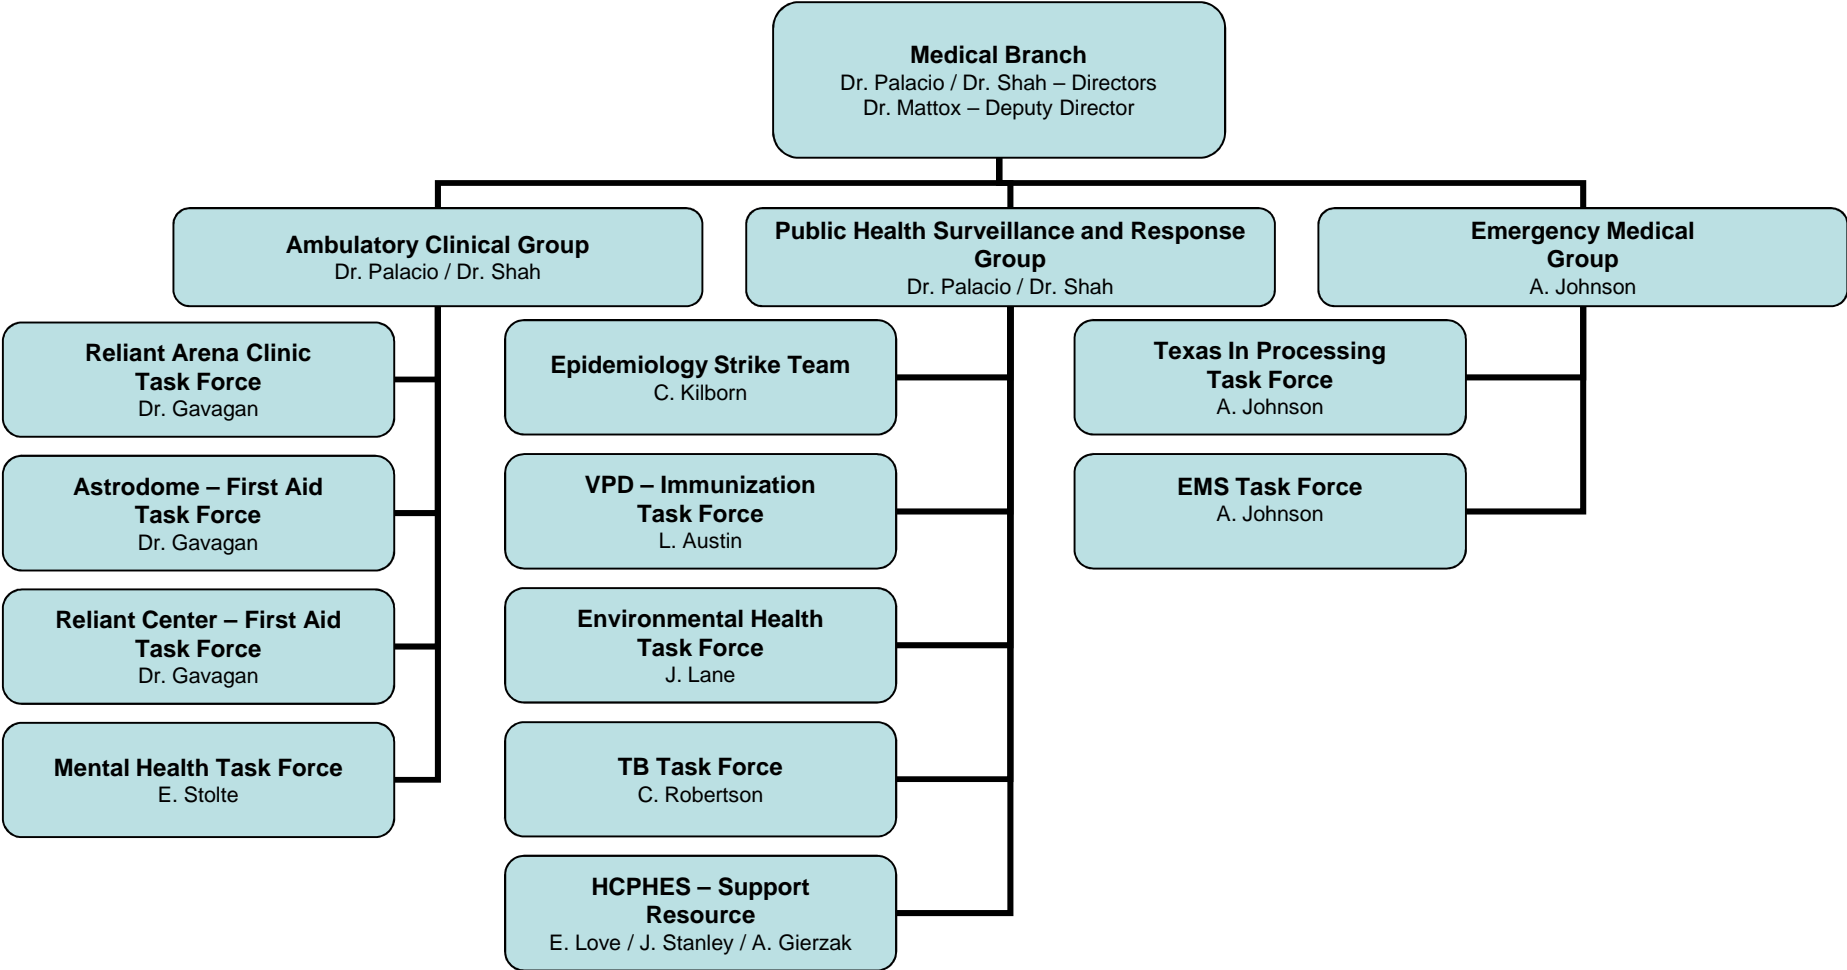 Medical Branch
Dr. Palacio / Dr. Shah – Directors
Dr. Mattox – Deputy Director
Ambulatory Clinical Group
Dr. Palacio / Dr. Shah
Public Health Surveillance and Response
Group
Dr. Palacio / Dr. Shah
Emergency Medical
Group
A. Johnson
Reliant Arena Clinic
Task Force
Dr. Gavagan
Astrodome – First Aid
Task Force
Dr. Gavagan
Reliant Center – First Aid
Task Force
Dr. Gavagan
Mental Health Task Force
E. Stolte
Epidemiology Strike Team
C. Kilborn
VPD – Immunization
Task Force
L. Austin
Environmental Health
Task Force
J. Lane
TB Task Force
C. Robertson
HCPHES – Support
Resource
E. Love / J. Stanley / A. Gierzak
Texas In Processing
Task Force
A. Johnson
EMS Task Force
A. Johnson